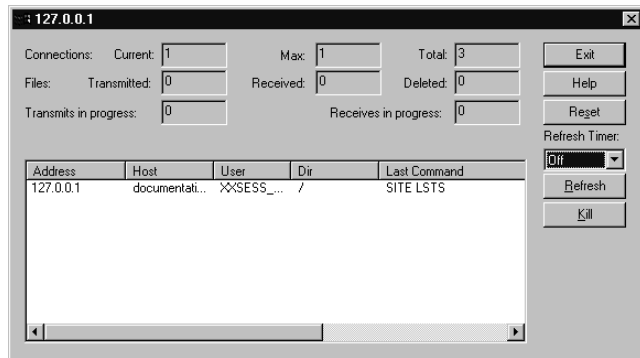 127.0.0.1
Connections: Current: 1 Max: 1 Total: 3 Exit
Files: Transmitted: 0 Received: 0 Deleted: 0 Help
Transmits in progress: 0 Receives in progress: 0 Reset
Refresh Timer:
Off
Address Host User Dir Last Command
127.0.0.1 documentati... XXSESS_... / SITE LSTS
Refresh
Kill